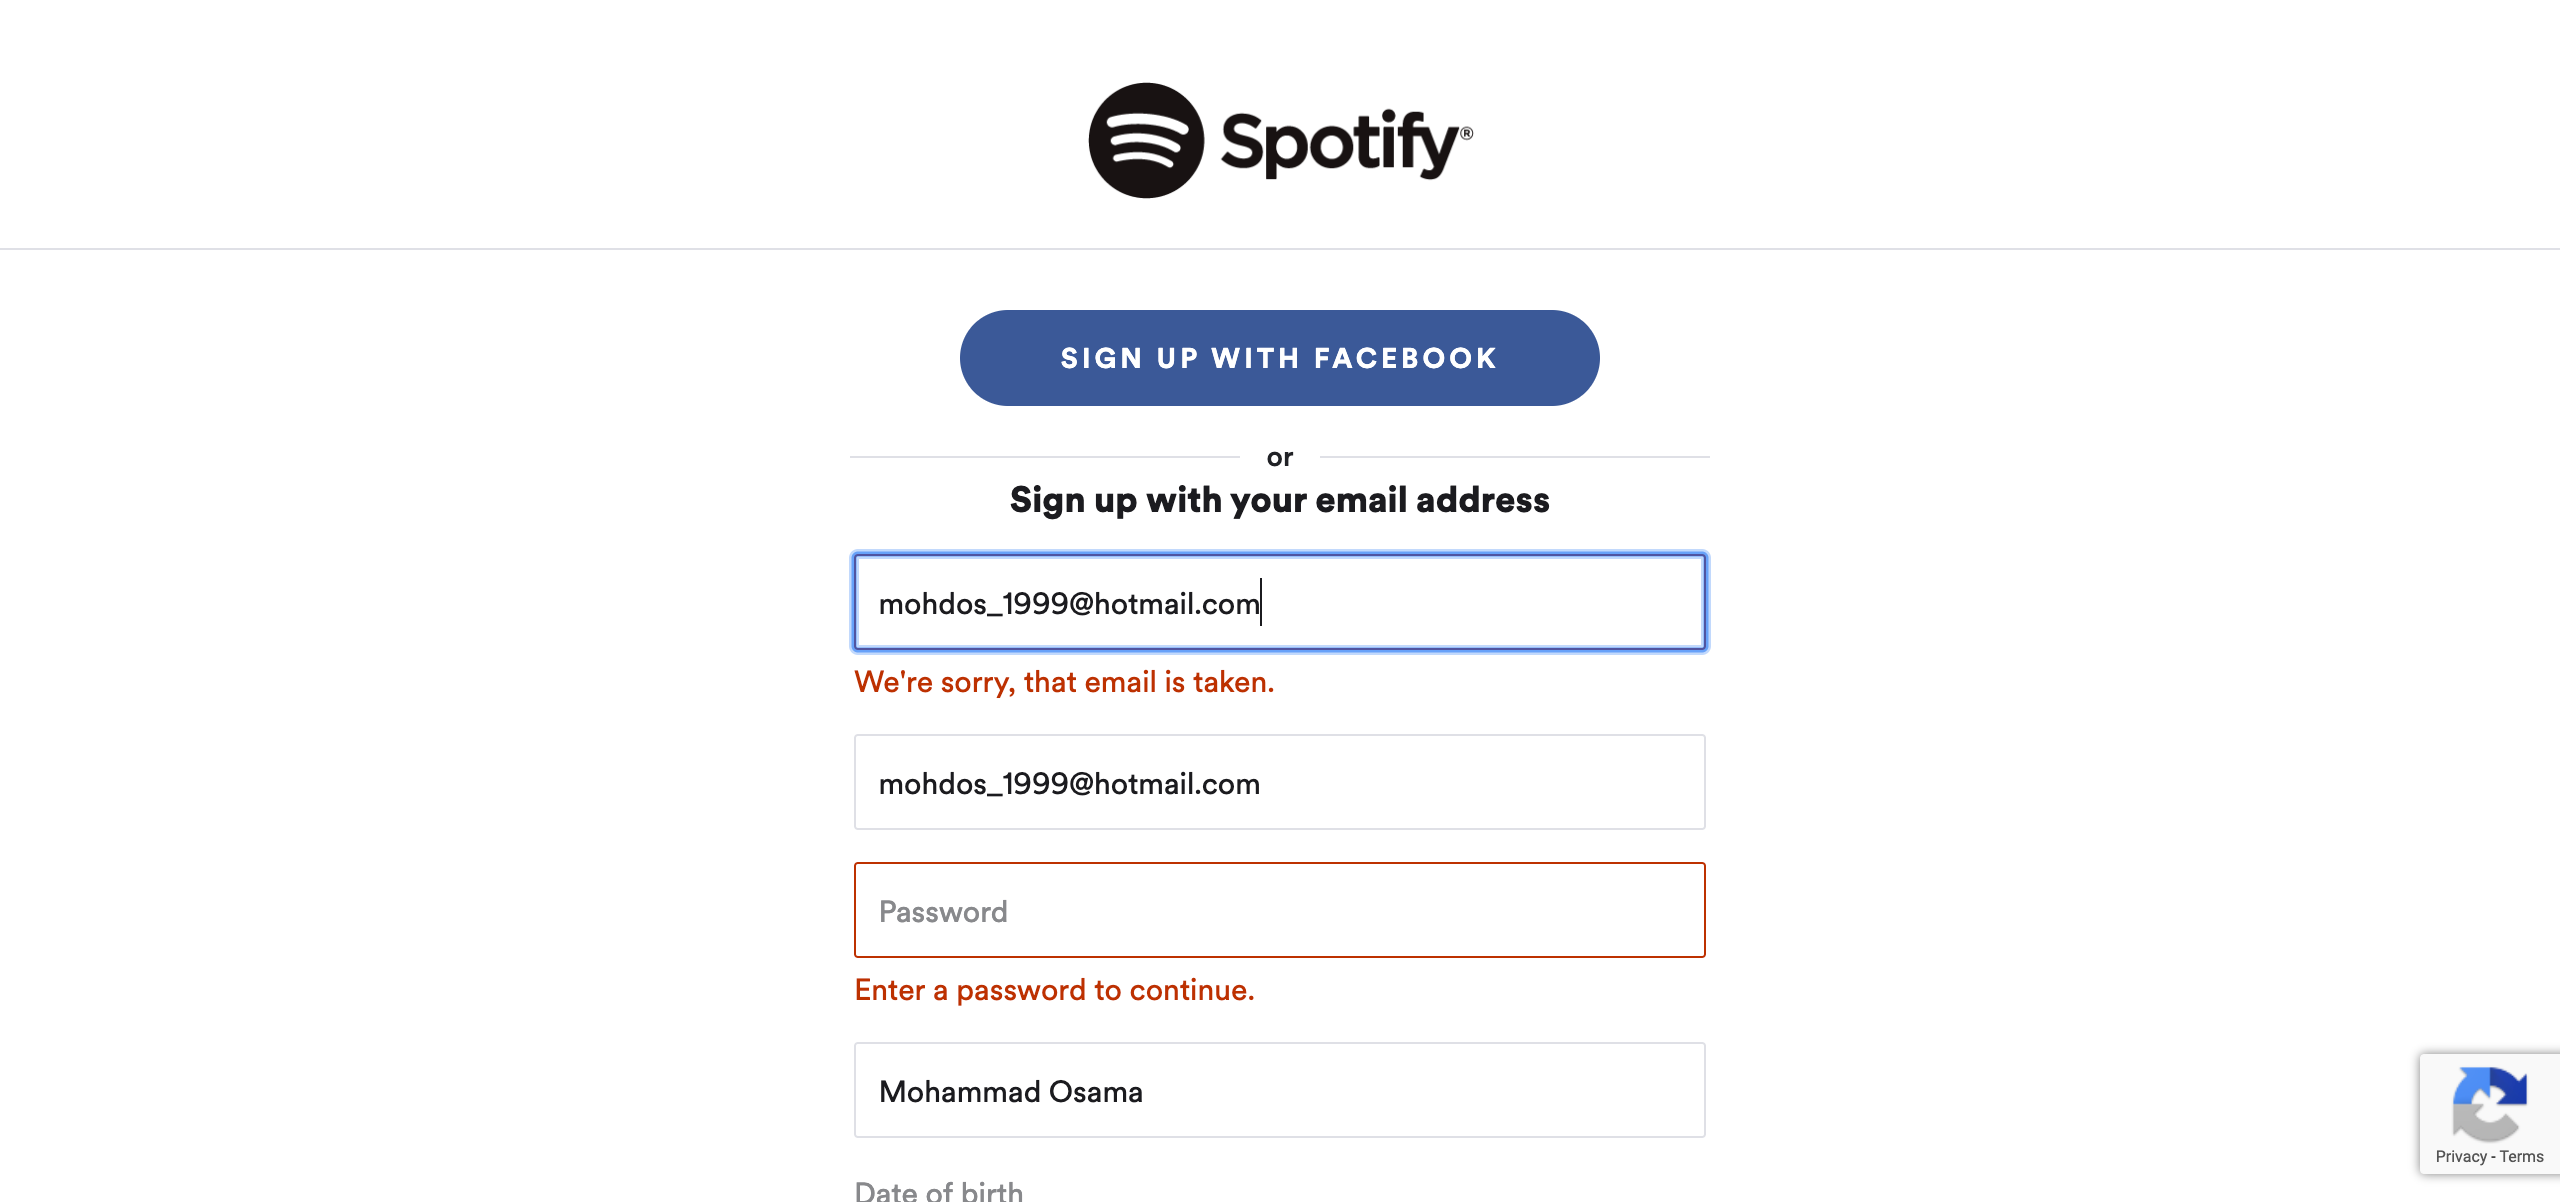 Spotify®
SIGN UP WITH FACEBOOK
or
Sign up with your email address
mohdos_1999@hotmail.com
We're sorry, that email is taken.
mohdos_1999@hotmail.com
Password
Enter a password to continue.
Mohammad Osama
Date of birth
Privacy - Terms